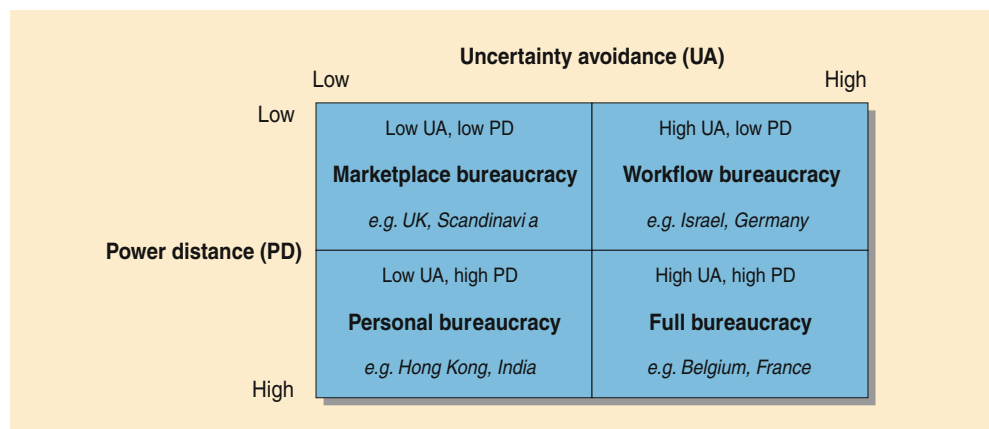 Uncertainty avoidance (UA)
Low High
Low
Low UA, low PD High UA, low PD
Marketplace bureaucracy Workflow bureaucracy
e.g. UK, Scandinavia e.g. Israel, Germany
Power distance (PD)
Low UA, high PD High UA, high PD
Personal bureaucracy Full bureaucracy
e.g. Hong Kong, India e.g. Belgium, France
High